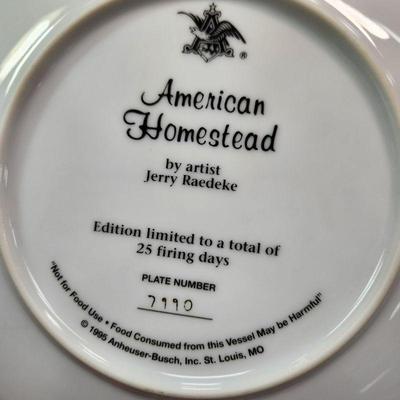 ®
American
Homestead
by artist
Jerry Raedeke
Edition limited to a total of
25 firing days
PLATE NUMBER
7990
"Not for Food Use • Food Consumed from this Vessel May be Harmful"
© 1995 Anheuser-Busch, Inc. St. Louis, MO